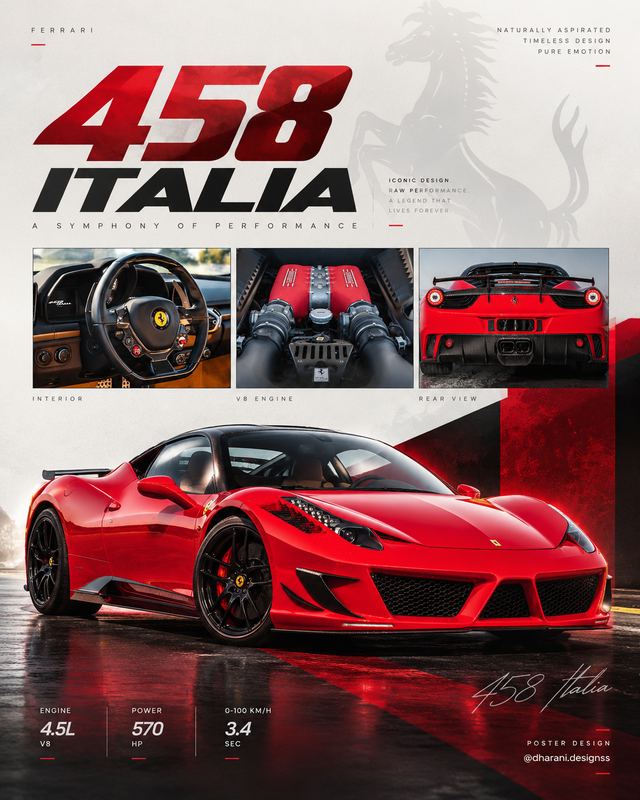 FERRARI
NATURALLY ASPIRATED
TIMELESS DESIGN
PURE EMOTION
458
ITALIA
A SYMPHONY OF PERFORMANCE
ICONIC DESIGN.
RAW PERFORMANCE.
A LEGEND THAT
LIVES FOREVER.
INTERIOR
V8 ENGINE
REAR VIEW
458 Italia
ENGINE
4.5L
V8
POWER
570
HP
0-100 KM/H
3.4
SEC
POSTER DESIGN
@dharani.designss